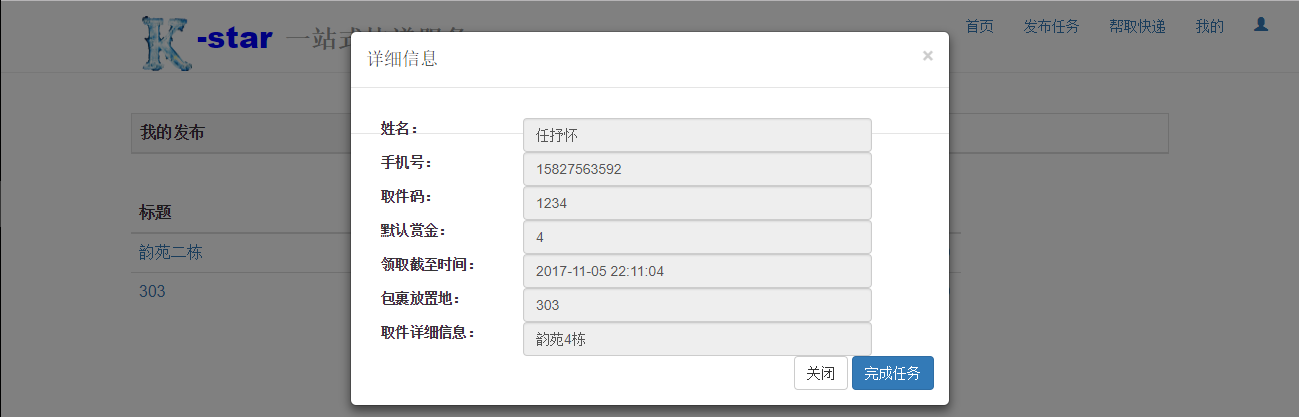 K-star 一站式快递服务
首页 发布任务 帮取快递 我的
详细信息 ×
我的发布
姓名： 任抒怀
手机号： 15827563592
取件码： 1234
标题
默认赏金： 4
韵苑二栋
领取截至时间： 2017-11-05 22:11:04
303
包裹放置地： 303
取件详细信息： 韵苑4栋
关闭 完成任务